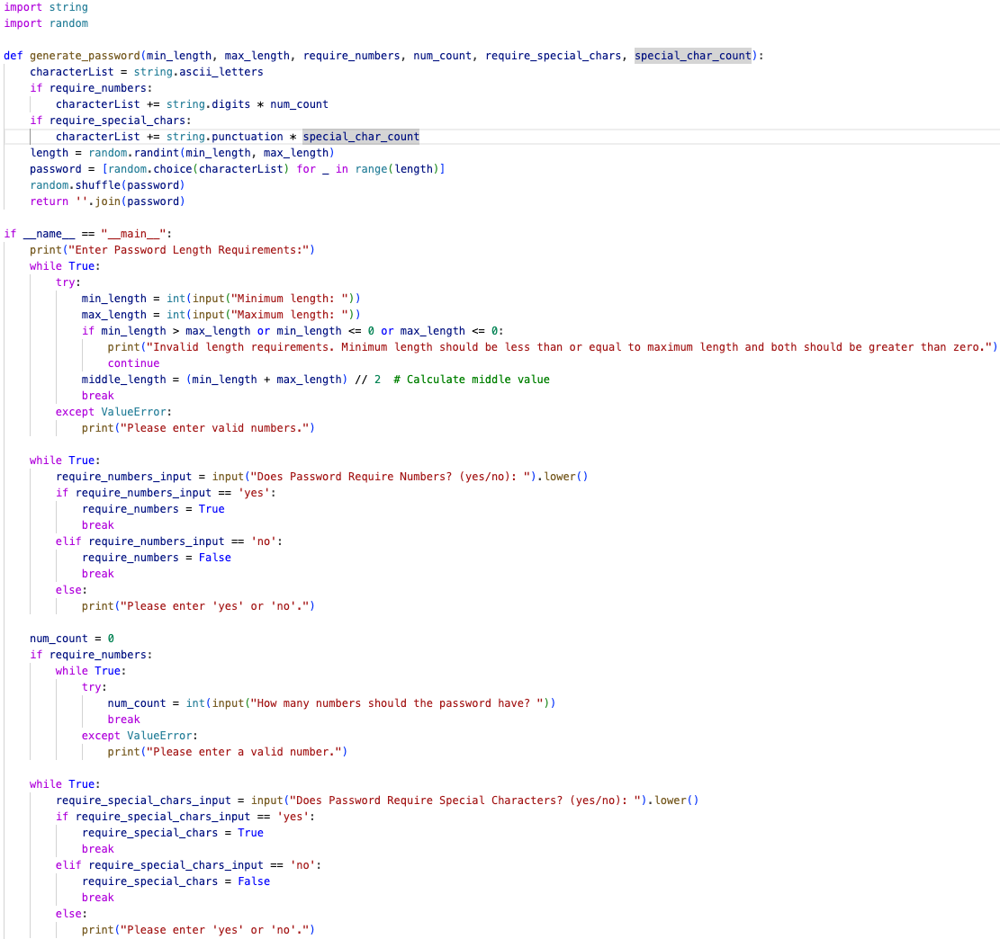 import string
import random

def generate_password(min_length, max_length, require_numbers, num_count, require_special_chars, special_char_count):
    characterList = string.ascii_letters
    if require_numbers:
        characterList += string.digits * num_count
    if require_special_chars:
        characterList += string.punctuation * special_char_count
    length = random.randint(min_length, max_length)
    password = [random.choice(characterList) for _ in range(length)]
    random.shuffle(password)
    return ''.join(password)

if __name__ == "__main__":
    print("Enter Password Length Requirements:")
    while True:
        try:
            min_length = int(input("Minimum length: "))
            max_length = int(input("Maximum length: "))
            if min_length > max_length or min_length <= 0 or max_length <= 0:
                print("Invalid length requirements. Minimum length should be less than or equal to maximum length and both should be greater than zero.")
                continue
            middle_length = (min_length + max_length) // 2  # Calculate middle value
            break
        except ValueError:
            print("Please enter valid numbers.")

    while True:
        require_numbers_input = input("Does Password Require Numbers? (yes/no): ").lower()
        if require_numbers_input == 'yes':
            require_numbers = True
            break
        elif require_numbers_input == 'no':
            require_numbers = False
            break
        else:
            print("Please enter 'yes' or 'no'.")

    num_count = 0
    if require_numbers:
        while True:
            try:
                num_count = int(input("How many numbers should the password have? "))
                break
            except ValueError:
                print("Please enter a valid number.")

    while True:
        require_special_chars_input = input("Does Password Require Special Characters? (yes/no): ").lower()
        if require_special_chars_input == 'yes':
            require_special_chars = True
            break
        elif require_special_chars_input == 'no':
            require_special_chars = False
            break
        else:
            print("Please enter 'yes' or 'no'.")